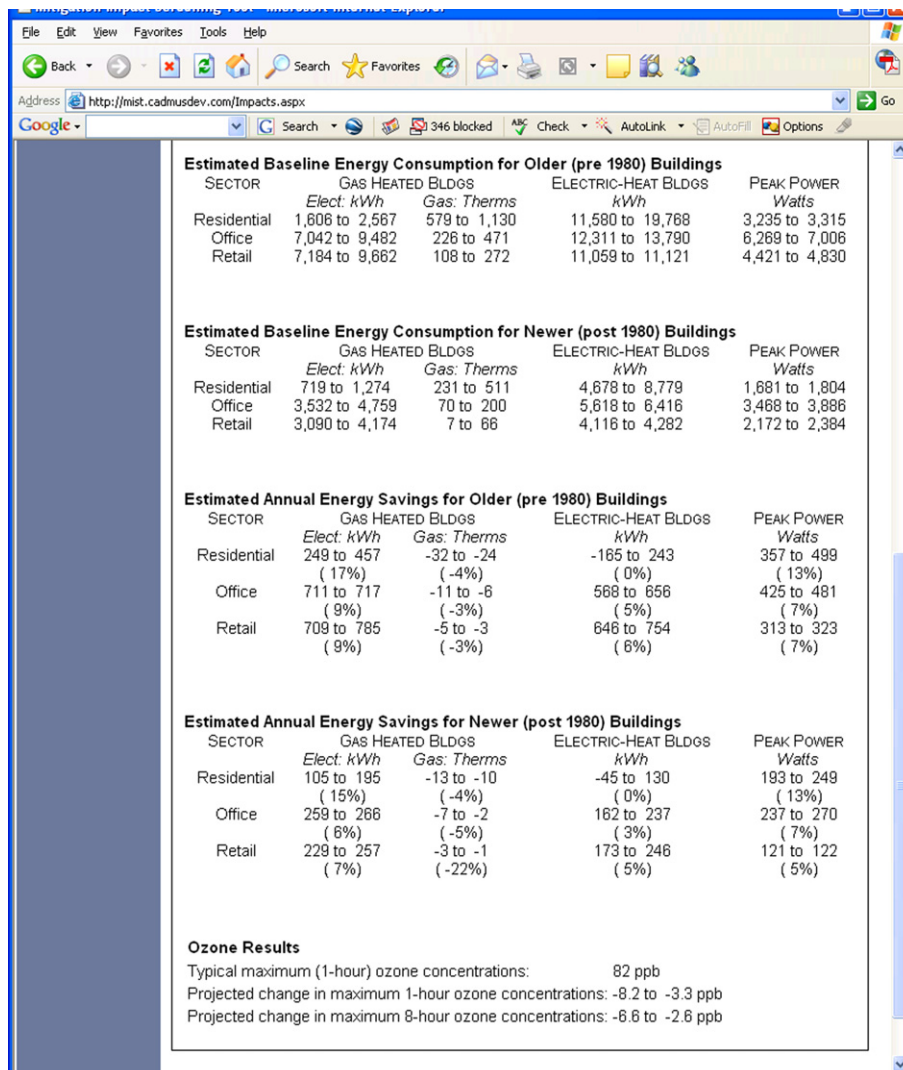 Mitigation Impact Screening Tool - Microsoft Internet Explorer
File Edit View Favorites Tools Help
Back Search Favorites
Address http://mist.cadmusdev.com/Impacts.aspx Go
Google Search 346 blocked ABC Check AutoLink AutoFill Options
Estimated Baseline Energy Consumption for Older (pre 1980) Buildings
SECTOR GAS HEATED BLDGS ELECTRIC-HEAT BLDGS PEAK POWER
Elect: kWh Gas: Therms kWh Watts
Residential 1,606 to 2,567 579 to 1,130 11,580 to 19,768 3,235 to 3,315
Office 7,042 to 9,482 226 to 471 12,311 to 13,790 6,269 to 7,006
Retail 7,184 to 9,662 108 to 272 11,059 to 11,121 4,421 to 4,830
Estimated Baseline Energy Consumption for Newer (post 1980) Buildings
SECTOR GAS HEATED BLDGS ELECTRIC-HEAT BLDGS PEAK POWER
Elect: kWh Gas: Therms kWh Watts
Residential 719 to 1,274 231 to 511 4,678 to 8,779 1,681 to 1,804
Office 3,532 to 4,759 70 to 200 5,618 to 6,416 3,468 to 3,886
Retail 3,090 to 4,174 7 to 66 4,116 to 4,282 2,172 to 2,384
Estimated Annual Energy Savings for Older (pre 1980) Buildings
SECTOR GAS HEATED BLDGS ELECTRIC-HEAT BLDGS PEAK POWER
Elect: kWh Gas: Therms kWh Watts
Residential 249 to 457 -32 to -24 -165 to 243 357 to 499
( 17%) ( -4%) ( 0%) ( 13%)
Office 711 to 717 -11 to -6 568 to 656 425 to 481
( 9%) ( -3%) ( 5%) ( 7%)
Retail 709 to 785 -5 to -3 646 to 754 313 to 323
( 9%) ( -3%) ( 6%) ( 7%)
Estimated Annual Energy Savings for Newer (post 1980) Buildings
SECTOR GAS HEATED BLDGS ELECTRIC-HEAT BLDGS PEAK POWER
Elect: kWh Gas: Therms kWh Watts
Residential 105 to 195 -13 to -10 -45 to 130 193 to 249
( 15%) ( -4%) ( 0%) ( 13%)
Office 259 to 266 -7 to -2 162 to 237 237 to 270
( 6%) ( -5%) ( 3%) ( 7%)
Retail 229 to 257 -3 to -1 173 to 246 121 to 122
( 7%) ( -22%) ( 5%) ( 5%)
Ozone Results
Typical maximum (1-hour) ozone concentrations: 82 ppb
Projected change in maximum 1-hour ozone concentrations: -8.2 to -3.3 ppb
Projected change in maximum 8-hour ozone concentrations: -6.6 to -2.6 ppb